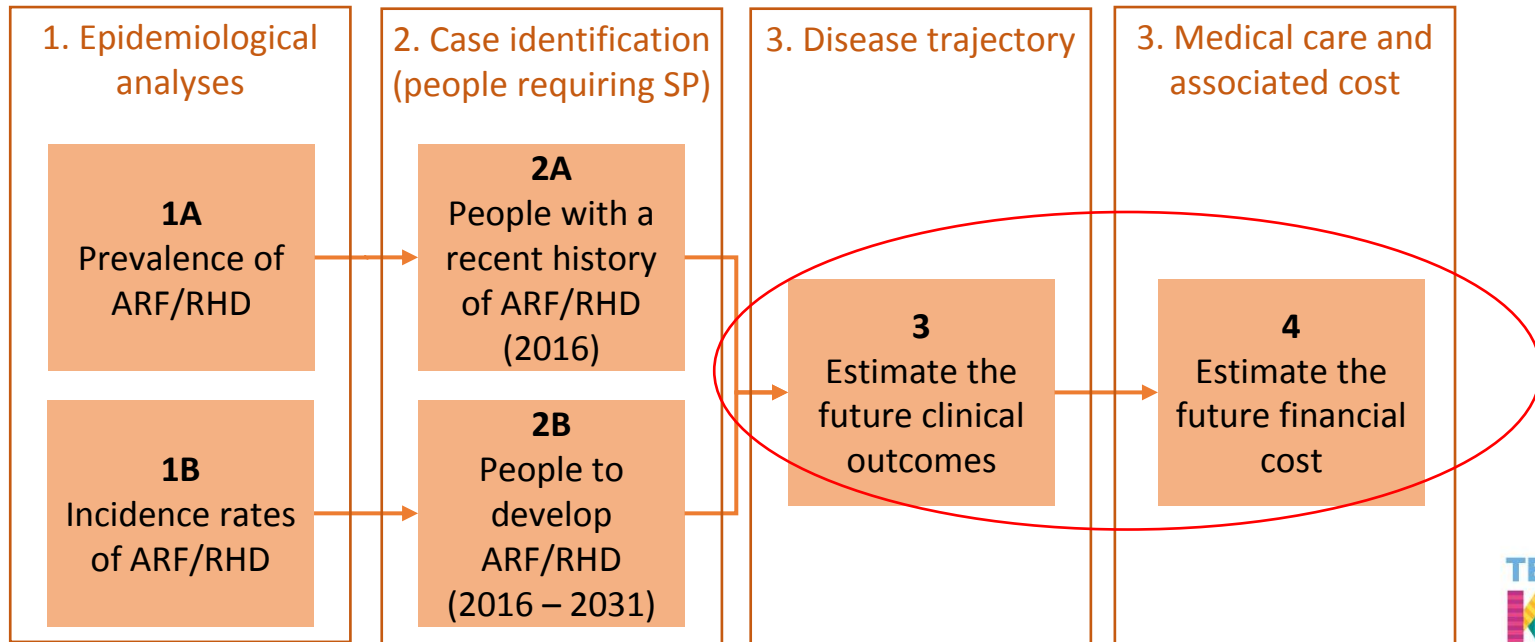 1. Epidemiological
analyses
1A
Prevalence of
ARF/RHD
1B
Incidence rates
of ARF/RHD
2. Case identification
(people requiring SP)
2A
People with a
recent history
of ARF/RHD
(2016)
2B
People to
develop
ARF/RHD
(2016 – 2031)
3. Disease trajectory
3
Estimate the
future clinical
outcomes
3. Medical care and
associated cost
4
Estimate the
future financial
cost